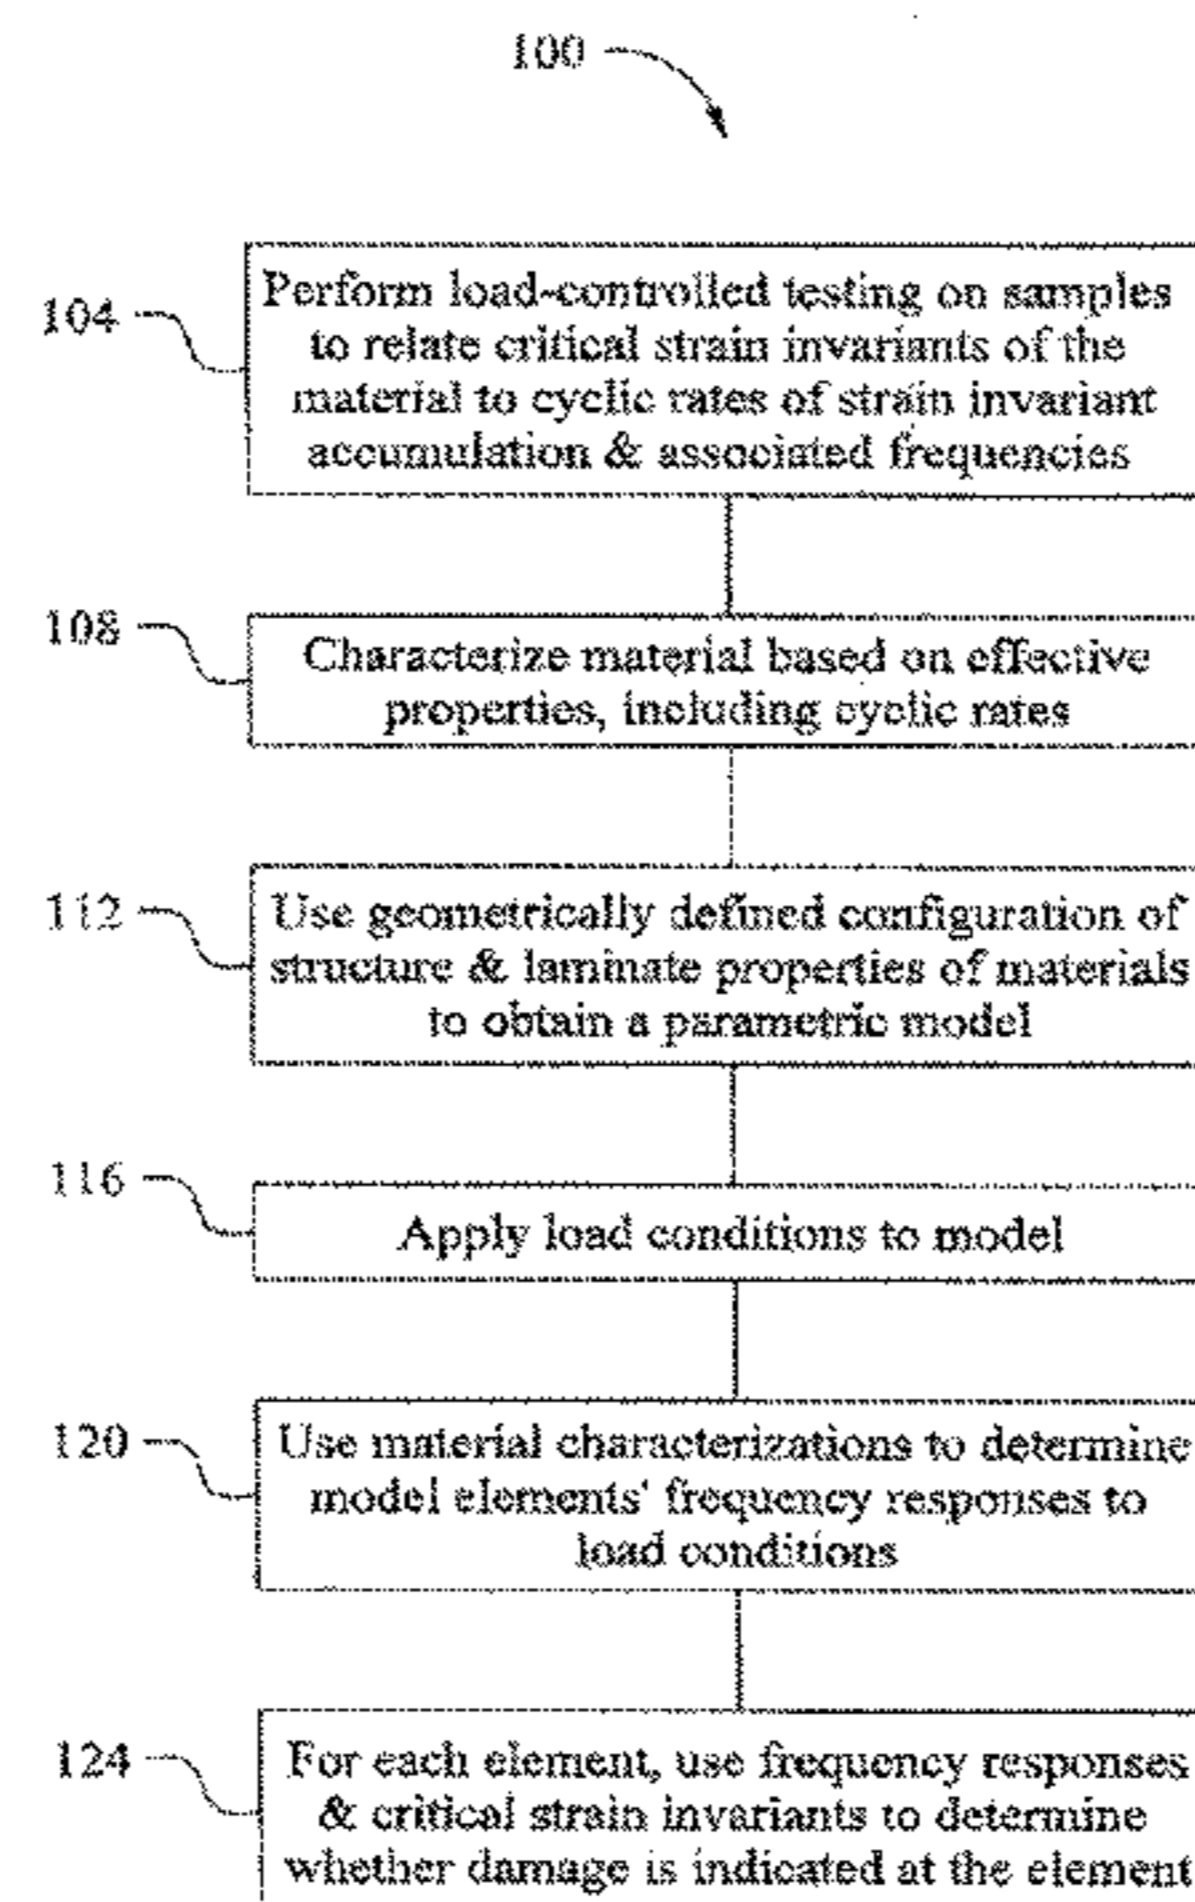 100
104
Perform load-controlled testing on samples
to relate critical strain invariants of the
material to cyclic rates of strain invariant
accumulation & associated frequencies
108
Characterize material based on effective
properties, including cyclic rates
112
Use geometrically defined configuration of
structure & laminate properties of materials
to obtain a parametric model
116
Apply load conditions to model
120
Use material characterizations to determine
model elements' frequency responses to
load conditions
124
For each element, use frequency responses
& critical strain invariants to determine
whether damage is indicated at the element